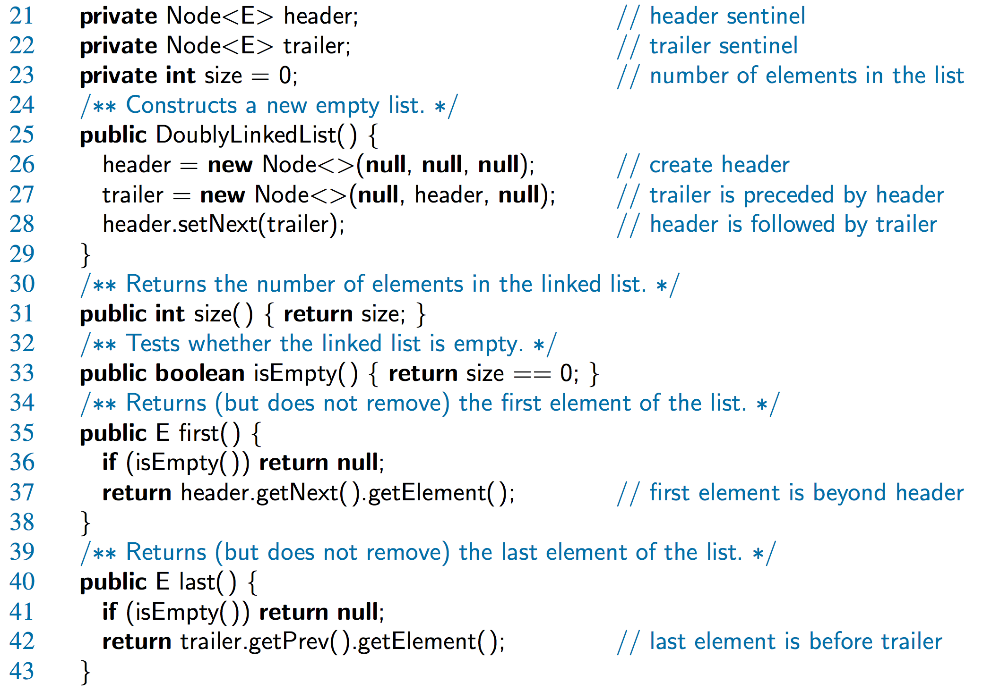 21 private Node<E> header; // header sentinel
22 private Node<E> trailer; // trailer sentinel
23 private int size = 0; // number of elements in the list
24 /** Constructs a new empty list. */
25 public DoublyLinkedList() {
26 header = new Node<>(null, null, null); // create header
27 trailer = new Node<>(null, header, null); // trailer is preceded by header
28 header.setNext(trailer); // header is followed by trailer
29 }
30 /** Returns the number of elements in the linked list. */
31 public int size() { return size; }
32 /** Tests whether the linked list is empty. */
33 public boolean isEmpty() { return size == 0; }
34 /** Returns (but does not remove) the first element of the list. */
35 public E first() {
36 if (isEmpty()) return null;
37 return header.getNext().getElement(); // first element is beyond header
38 }
39 /** Returns (but does not remove) the last element of the list. */
40 public E last() {
41 if (isEmpty()) return null;
42 return trailer.getPrev().getElement(); // last element is before trailer
43 }